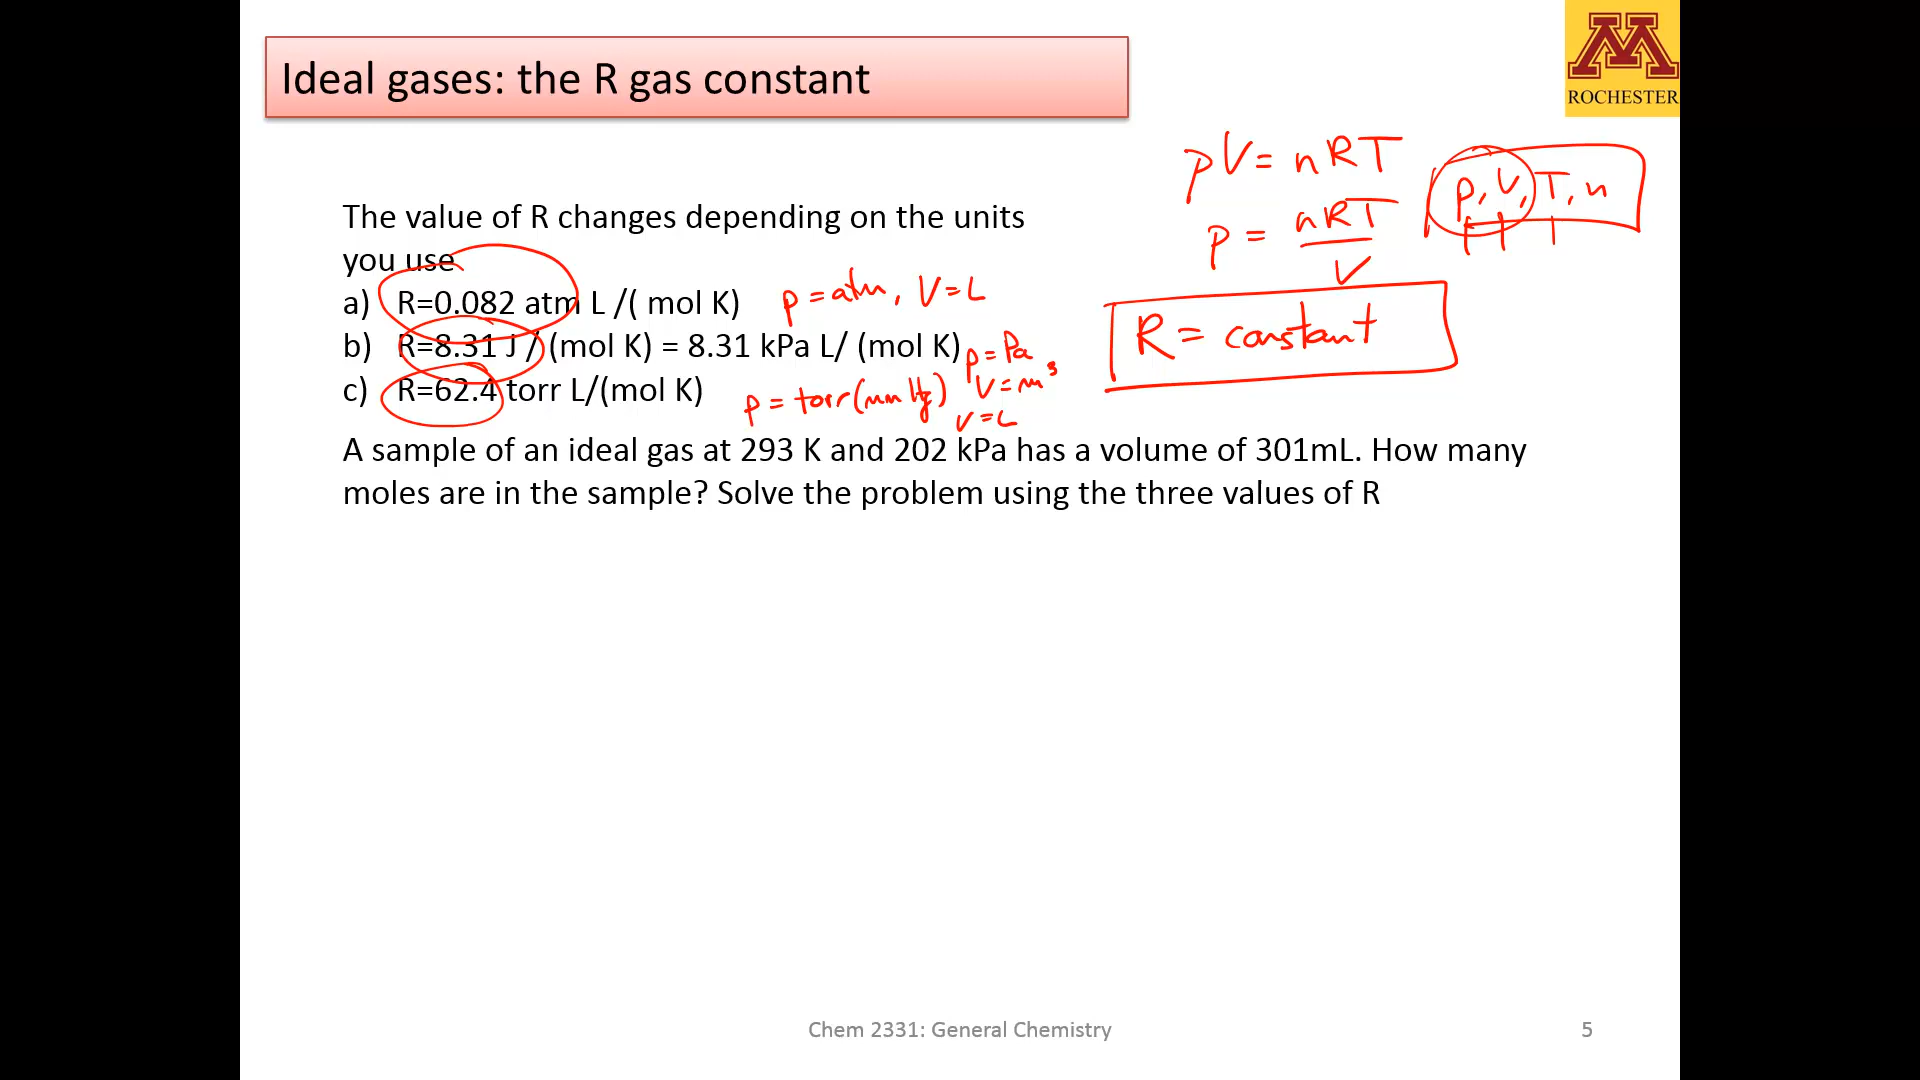 Ideal gases: the R gas constant
M
ROCHESTER
pV = nRT
p = nRT / V
p, V, T, n
R = constant
The value of R changes depending on the units
you use
a) R=0.082 atm L /( mol K)
p = atm, V = L
b) R=8.31 J / (mol K) = 8.31 kPa L/ (mol K)
p = Pa
V = m³
c) R=62.4 torr L/(mol K)
p = torr (mm Hg)
V = L
A sample of an ideal gas at 293 K and 202 kPa has a volume of 301mL. How many
moles are in the sample? Solve the problem using the three values of R
Chem 2331: General Chemistry
5